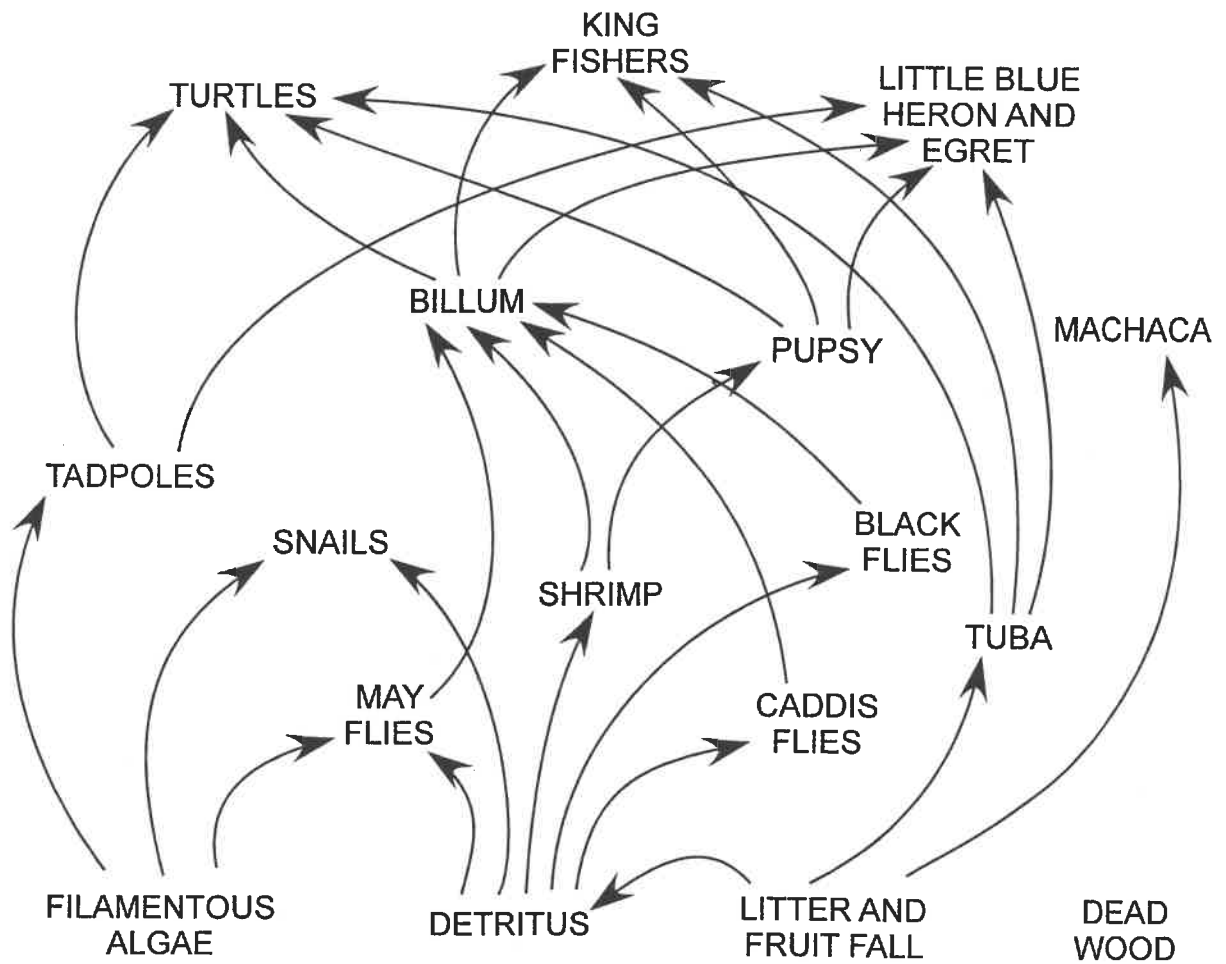 KING
FISHERS
TURTLES
LITTLE BLUE
HERON AND
EGRET
BILLUM
PUPSY
MACHACA
TADPOLES
SNAILS
BLACK
FLIES
SHRIMP
TUBA
MAY
FLIES
CADDIS
FLIES
FILAMENTOUS
ALGAE
DETRITUS
LITTER AND
FRUIT FALL
DEAD
WOOD